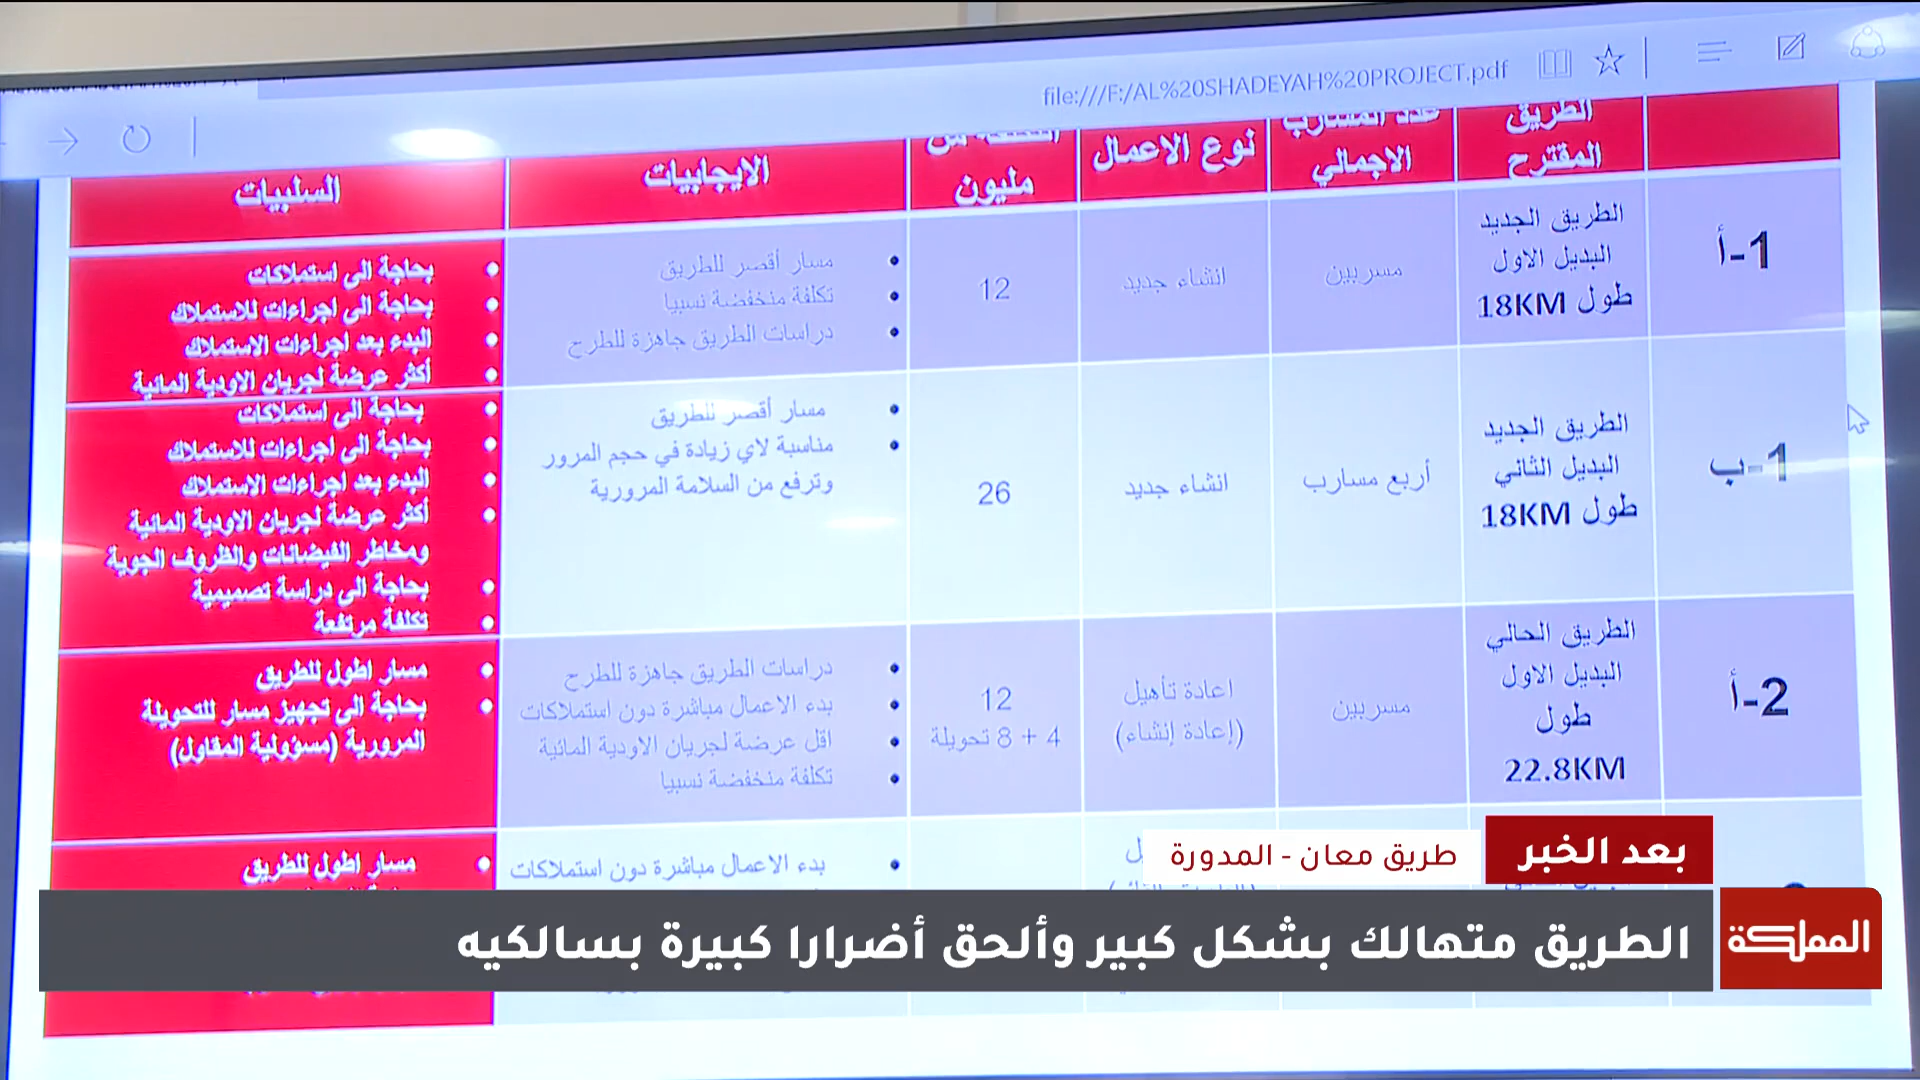 file:///F:/AL%20SHADEYAH%20PROJECT.pdf
الطريق
المقترح
عدد المسارب
الاجمالي
نوع الاعمال
مليون
الايجابيات
السلبيات
1-أ
الطريق الجديد
البديل الاول
طول 18KM
مسربين
انشاء جديد
12
مسار أقصر للطريق
تكلفة منخفضة نسبيا
دراسات الطريق جاهزة للطرح
بحاجة الى استملاكات
بحاجة الى اجراءات للاستملاك
البدء بعد اجراءات الاستملاك
أكثر عرضة لجريان الاودية المائية
1-ب
الطريق الجديد
البديل الثاني
طول 18KM
أربع مسارب
انشاء جديد
26
مسار أقصر للطريق
مناسبة لاي زيادة في حجم المرور
وترفع من السلامة المرورية
بحاجة الى استملاكات
بحاجة الى اجراءات للاستملاك
البدء بعد اجراءات الاستملاك
أكثر عرضة لجريان الاودية المائية
ومخاطر الفيضانات والظروف الجوية
بحاجة الى دراسة تصميمية
تكلفة مرتفعة
2-أ
الطريق الحالي
البديل الاول
طول
22.8KM
مسربين
اعادة تأهيل
(إعادة إنشاء)
12
4 + 8 تحويلة
دراسات الطريق جاهزة للطرح
بدء الاعمال مباشرة دون استملاكات
اقل عرضة لجريان الاودية المائية
تكلفة منخفضة نسبيا
مسار اطول للطريق
بحاجة الى تجهيز مسار للتحويلة
المرورية (مسؤولية المقاول)
بدء الاعمال مباشرة دون استملاكات
مسار اطول للطريق
بعد الخبر
طريق معان - المدورة
الطريق متهالك بشكل كبير وألحق أضرارا كبيرة بسالكيه
المملكة